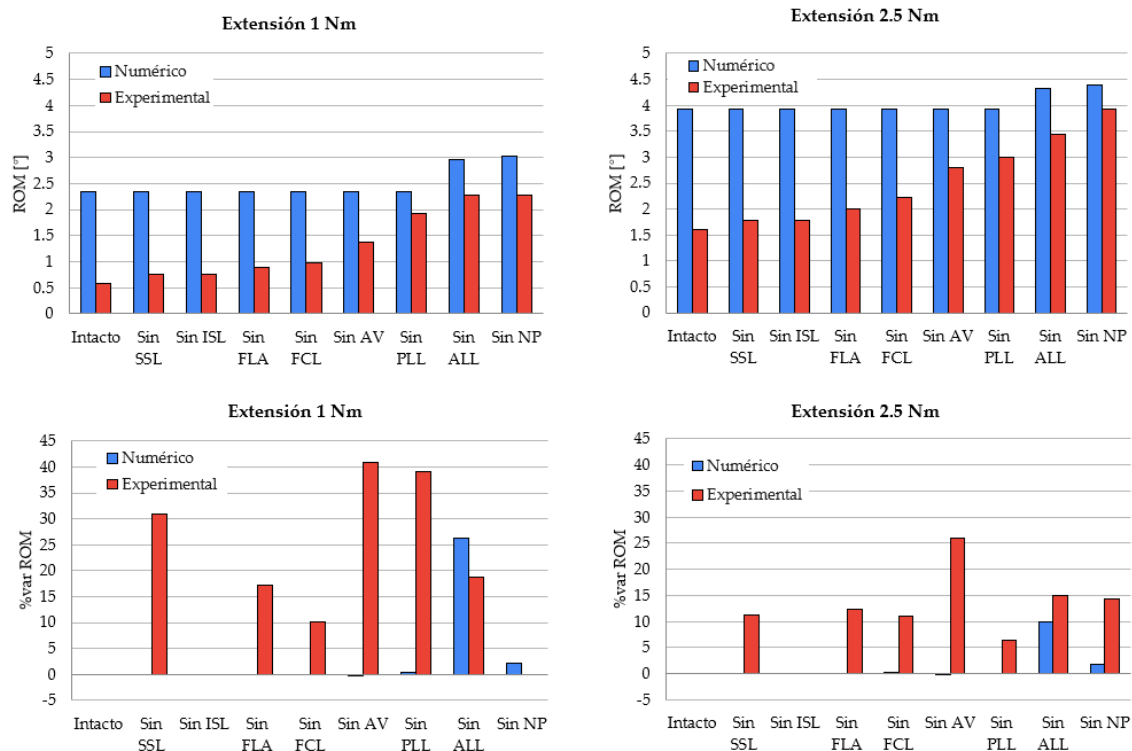 Extensión 1 Nm
5
4.5
4
3.5
3
2.5
2
1.5
1
0.5
0
ROM [°]
Numérico
Experimental
Intacto Sin SSL Sin ISL Sin FLA Sin FCL Sin AV Sin PLL Sin ALL Sin NP
Extensión 2.5 Nm
5
4.5
4
3.5
3
2.5
2
1.5
1
0.5
0
ROM [°]
Numérico
Experimental
Intacto Sin SSL Sin ISL Sin FLA Sin FCL Sin AV Sin PLL Sin ALL Sin NP
Extensión 1 Nm
45
40
35
30
25
20
15
10
5
0
-5
%var ROM
Numérico
Experimental
Intacto Sin SSL Sin ISL Sin FLA Sin FCL Sin AV Sin PLL Sin ALL Sin NP
Extensión 2.5 Nm
45
40
35
30
25
20
15
10
5
0
-5
%var ROM
Numérico
Experimental
Intacto Sin SSL Sin ISL Sin FLA Sin FCL Sin AV Sin PLL Sin ALL Sin NP